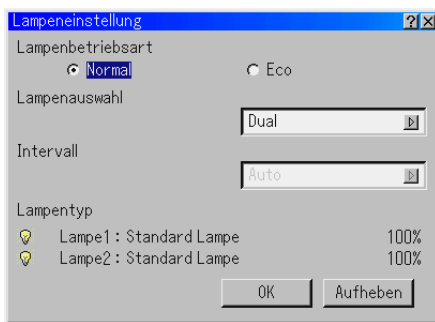 Lampeneinstellung
Lampenbetriebsart
Normal Eco
Lampenauswahl
Dual
Intervall
Auto
Lampentyp
Lampe1 : Standard Lampe 100%
Lampe2 : Standard Lampe 100%
OK Aufheben